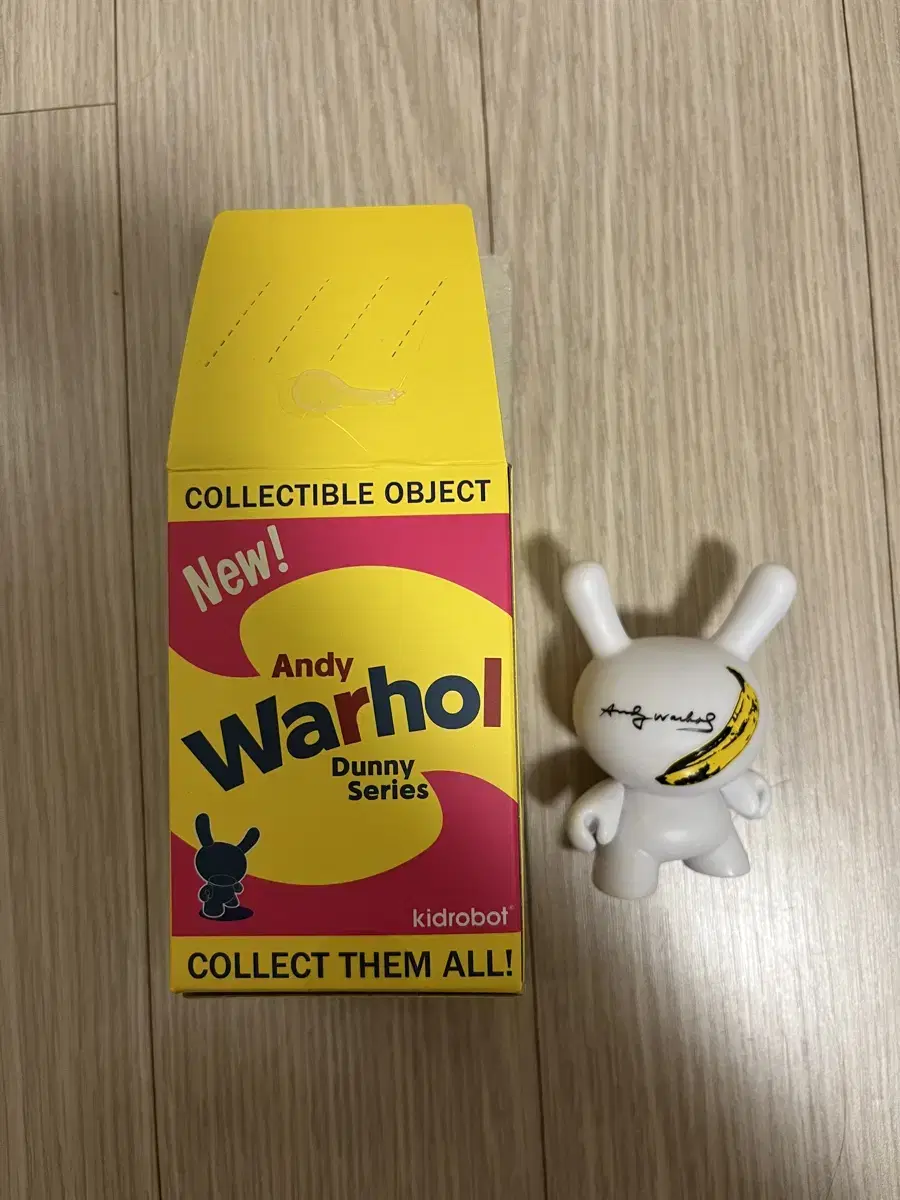 COLLECTIBLE OBJECT
New!
Andy
Warhol
Dunny
Series
kidrobot®
COLLECT THEM ALL!
Andy Warhol